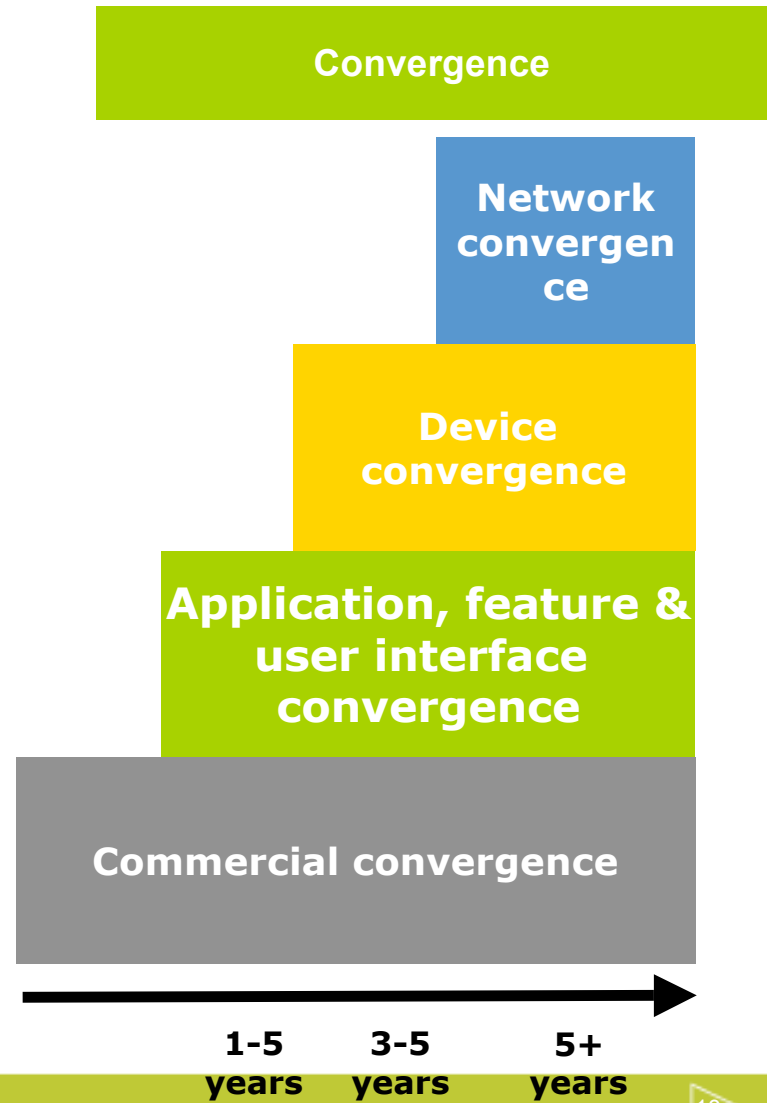 Convergence
Network
convergen
ce
Device
convergence
Application, feature &
user interface
convergence
Commercial convergence
1-5 3-5 5+
years years years